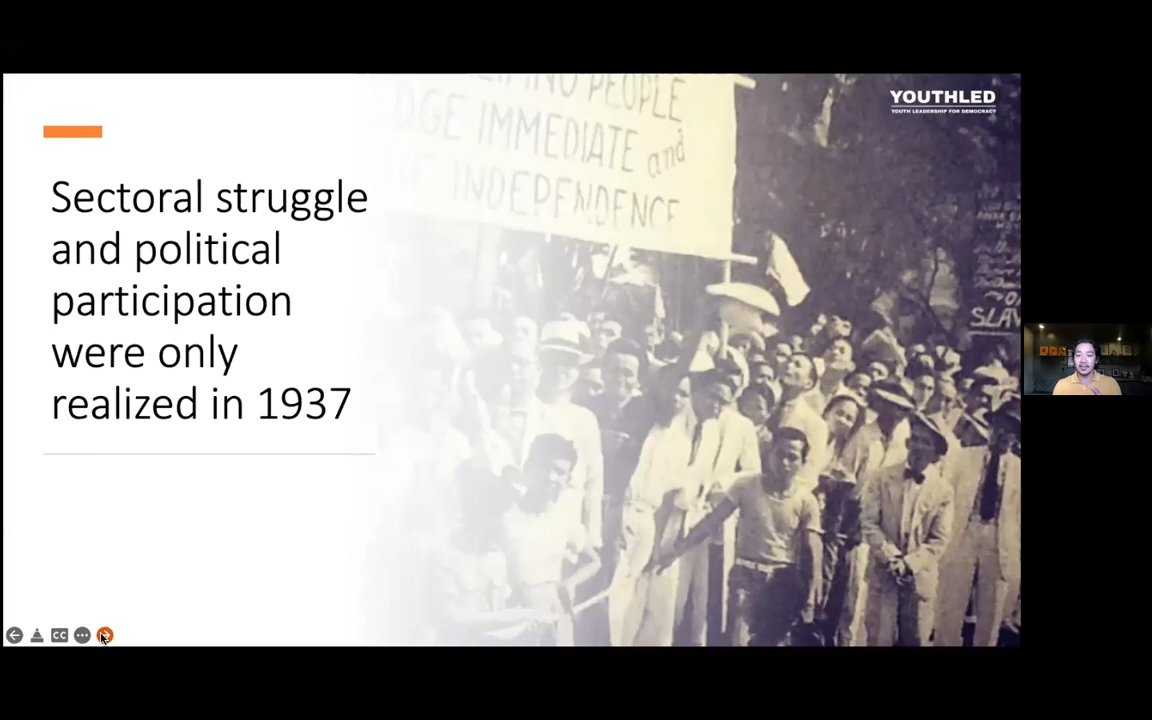 YOUTHLED
YOUTH LEADERSHIP FOR DEMOCRACY
Sectoral struggle
and political
participation
were only
realized in 1937
PEOPLE
IMMEDIATE and
INDEPENDENCE
CC